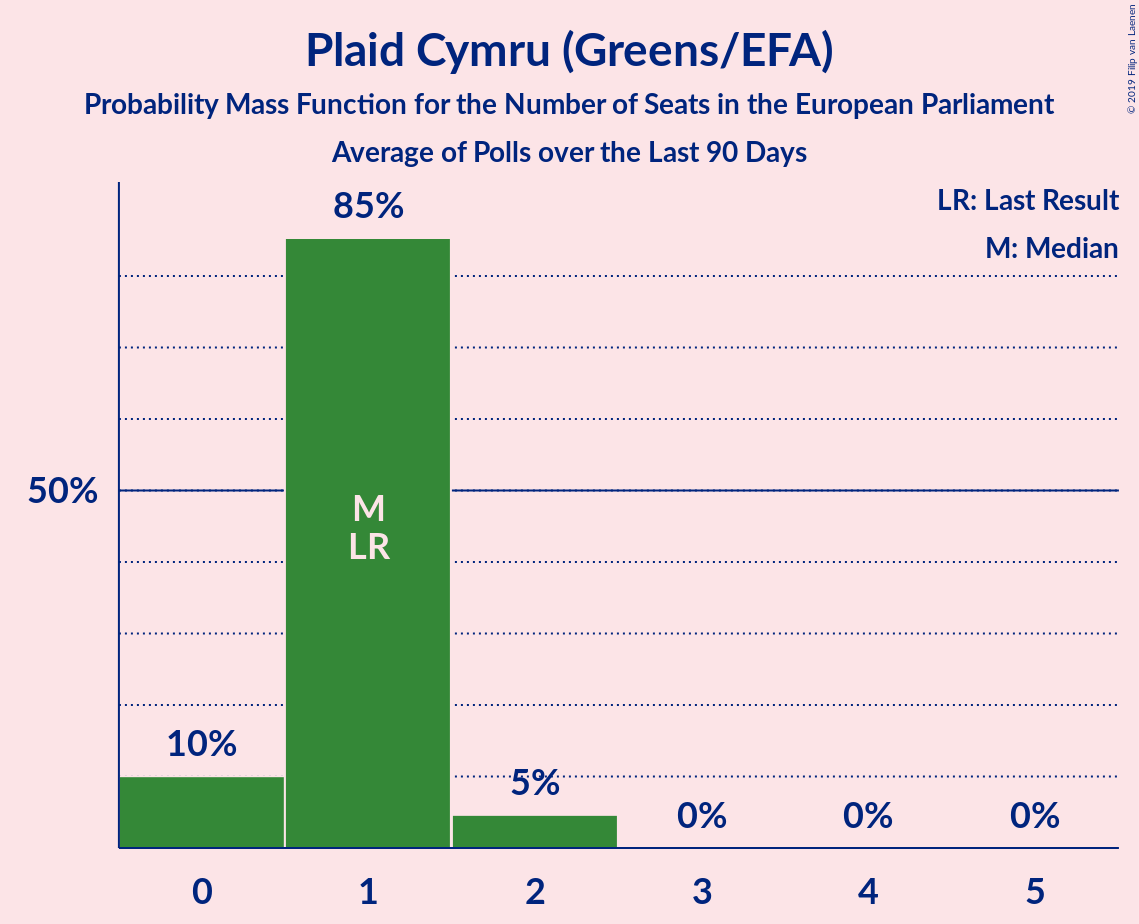 Plaid Cymru (Greens/EFA)
Probability Mass Function for the Number of Seats in the European Parliament
Average of Polls over the Last 90 Days
© 2019 Filip van Laenen
LR: Last Result
M: Median
85%
50%
M
LR
10%
5%
0%
0%
0%
0
1
2
3
4
5